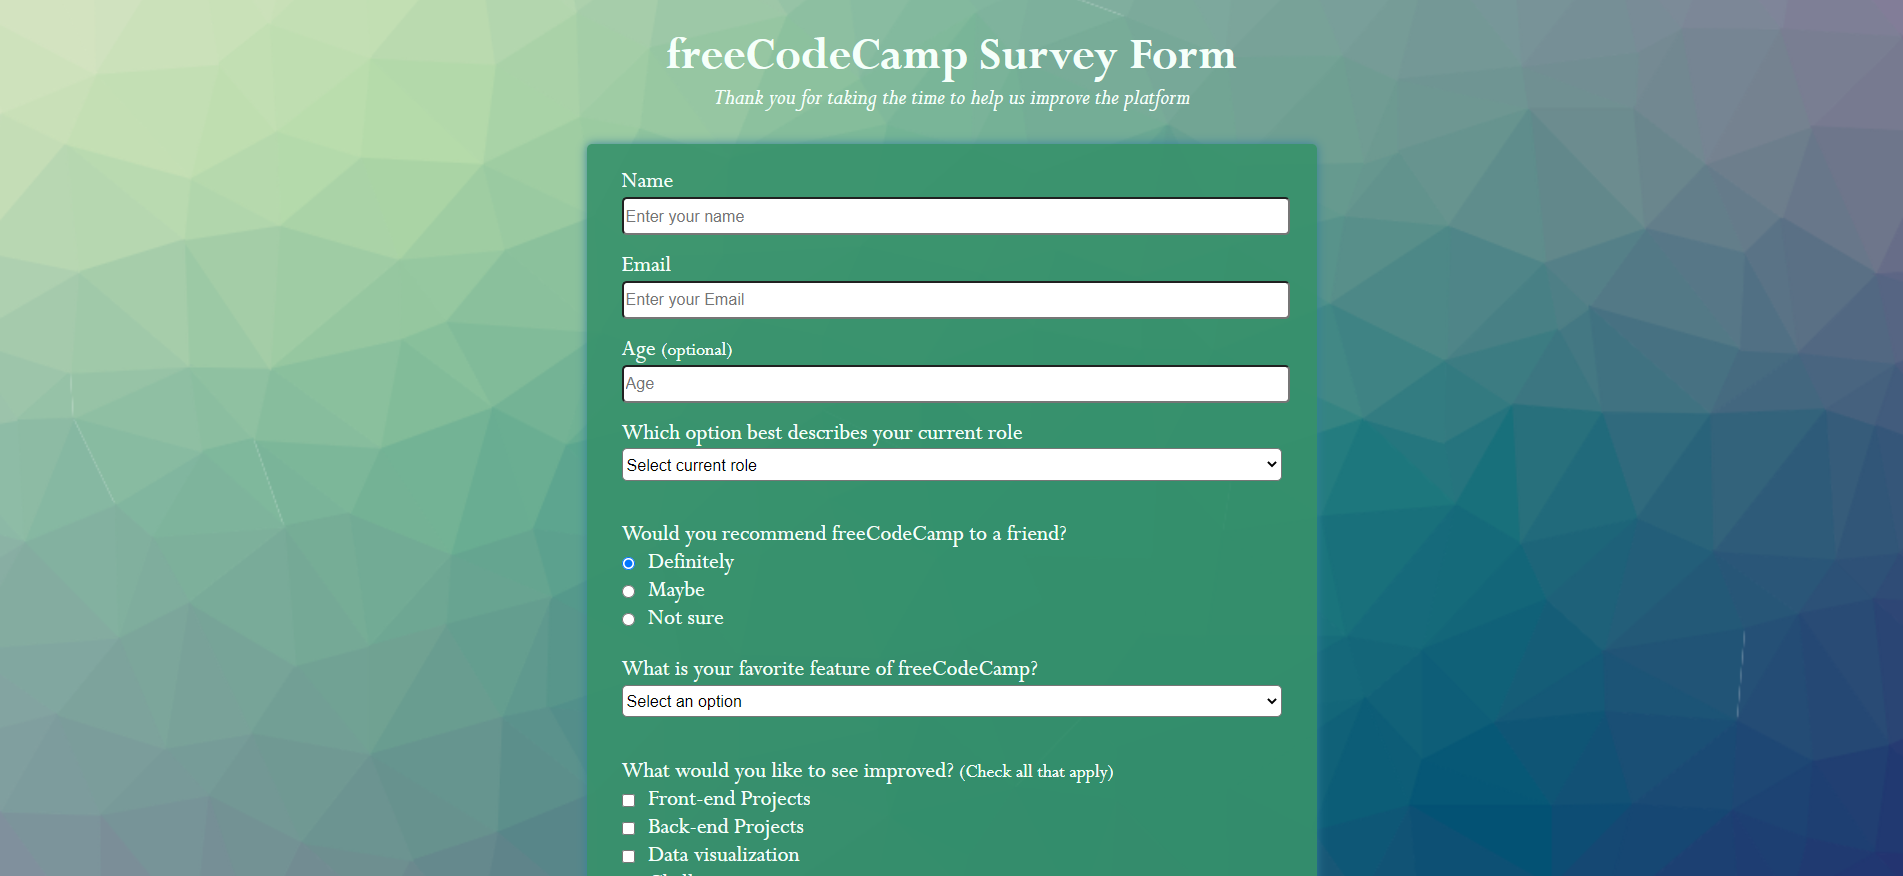 freeCodeCamp Survey Form
Thank you for taking the time to help us improve the platform
Name
Enter your name
Email
Enter your Email
Age (optional)
Age
Which option best describes your current role
Select current role
Would you recommend freeCodeCamp to a friend?
Definitely
Maybe
Not sure
What is your favorite feature of freeCodeCamp?
Select an option
What would you like to see improved? (Check all that apply)
Front-end Projects
Back-end Projects
Data visualization